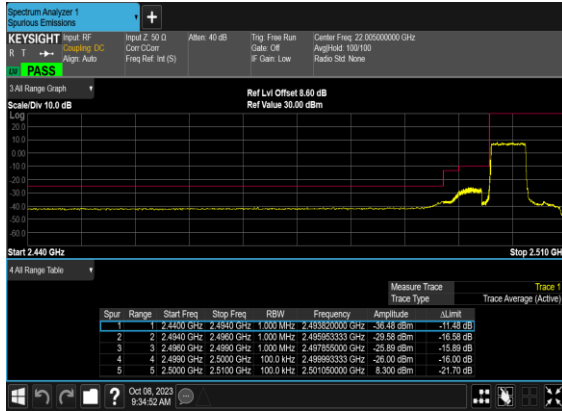 Spectrum Analyzer 1
Spurious Emissions
KEYSIGHT Input: RF Input Z: 50 Ω Atten: 40 dB Trig: Free Run Center Freq: 22.005000000 GHz
R T Coupling: DC Corr CCorr Gate: Off Avg|Hold: 100/100
Align: Auto Freq Ref: Int (S) IF Gain: Low Radio Std: None
PASS
3 All Range Graph
Ref Lvl Offset 8.60 dB
Scale/Div 10.0 dB Ref Value 30.00 dBm
Log
20.0
10.0
0.00
-10.0
-20.0
-30.0
-40.0
-50.0
-60.0
Start 2.440 GHz Stop 2.510 GH
4 All Range Table
Measure Trace Trace 1
Trace Type Trace Average (Active)
Spur Range Start Freq Stop Freq RBW Frequency Amplitude ΔLimit
1 1 2.4400 GHz 2.4940 GHz 1.000 MHz 2.493820000 GHz -36.48 dBm -11.48 dB
2 2 2.4940 GHz 2.4960 GHz 1.000 MHz 2.495953333 GHz -29.58 dBm -16.58 dB
3 3 2.4960 GHz 2.4990 GHz 1.000 MHz 2.497855000 GHz -25.89 dBm -15.89 dB
4 4 2.4990 GHz 2.5000 GHz 100.0 kHz 2.499993333 GHz -26.00 dBm -16.00 dB
5 5 2.5000 GHz 2.5100 GHz 100.0 kHz 2.501050000 GHz 8.300 dBm -21.70 dB
Oct 08, 2023
9:34:52 AM